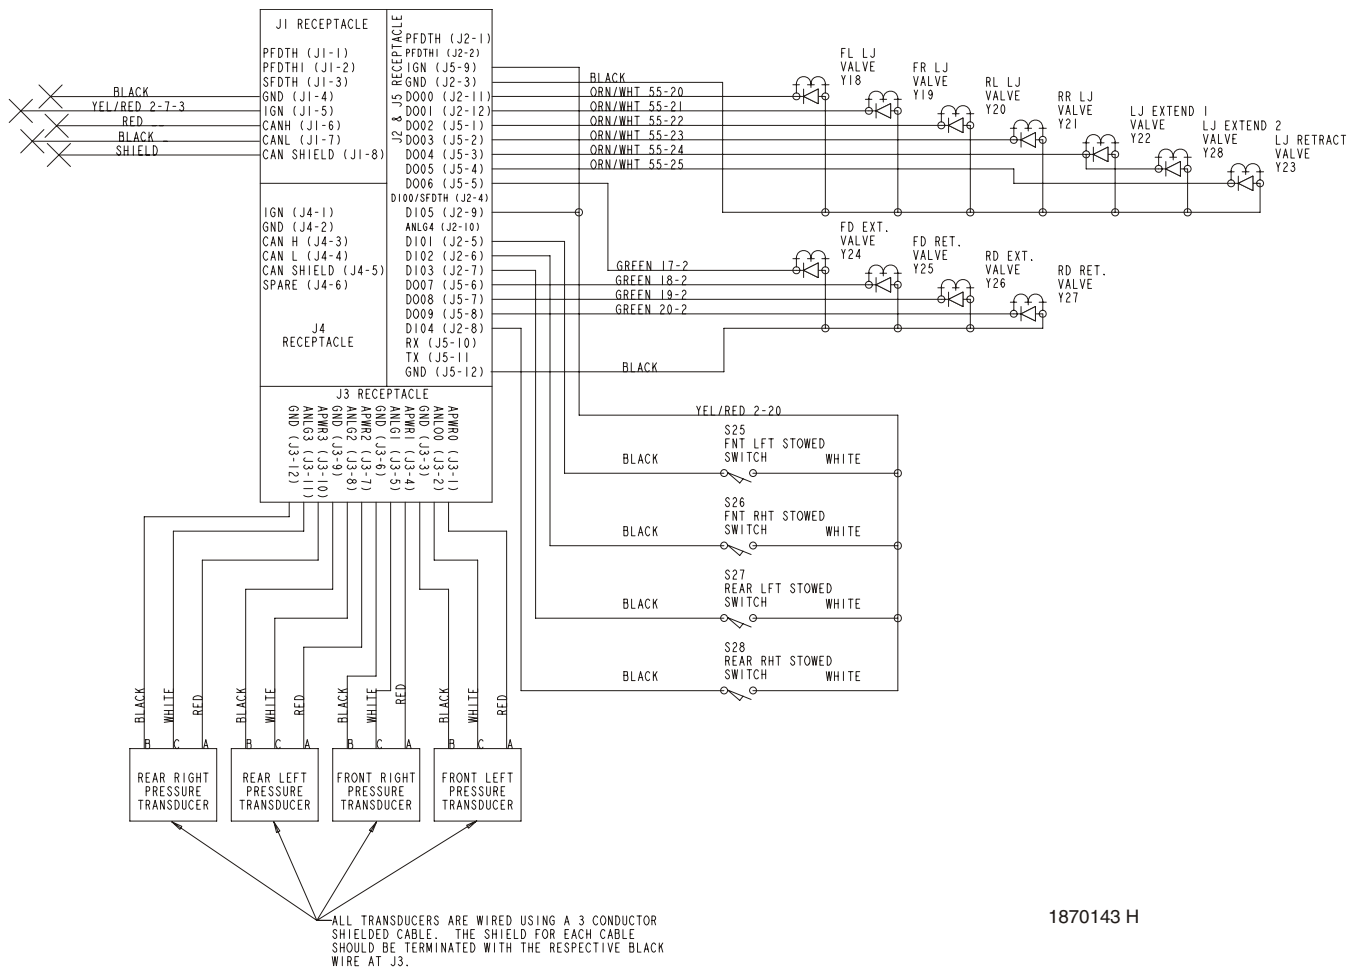 J1 RECEPTACLE
PFDTH (J1-1)
PFDTH1 (J1-2)
SFDTH (J1-3)
GND (J1-4)
IGN (J1-5)
CANH (J1-6)
CANL (J1-7)
CAN SHIELD (J1-8)
BLACK
YEL/RED 2-7-3
RED
BLACK
SHIELD
IGN (J4-1)
GND (J4-2)
CAN H (J4-3)
CAN L (J4-4)
CAN SHIELD (J4-5)
SPARE (J4-6)
J4
RECEPTACLE
J2 & J5 RECEPTACLE
PFDTH (J2-1)
PFDTH1 (J2-2)
IGN (J5-9)
GND (J2-3)
DO00 (J2-11)
DO01 (J2-12)
DO02 (J5-1)
DO03 (J5-2)
DO04 (J5-3)
DO05 (J5-4)
DO06 (J5-5)
DI00/SFDTH (J2-4)
DI05 (J2-9)
ANLG4 (J2-10)
DI01 (J2-5)
DI02 (J2-6)
DI03 (J2-7)
DO07 (J5-6)
DO08 (J5-7)
DO09 (J5-8)
DI04 (J2-8)
RX (J5-10)
TX (J5-11
GND (J5-12)
BLACK
ORN/WHT 55-20
ORN/WHT 55-21
ORN/WHT 55-22
ORN/WHT 55-23
ORN/WHT 55-24
ORN/WHT 55-25
FL LJ
VALVE
Y18
FR LJ
VALVE
Y19
RL LJ
VALVE
Y20
RR LJ
VALVE
Y21
LJ EXTEND 1
VALVE
Y22
LJ EXTEND 2
VALVE
Y28
LJ RETRACT
VALVE
Y23
FD EXT.
VALVE
Y24
FD RET.
VALVE
Y25
RD EXT.
VALVE
Y26
RD RET.
VALVE
Y27
GREEN 17-2
GREEN 18-2
GREEN 19-2
GREEN 20-2
BLACK
YEL/RED 2-20
S25
FNT LFT STOWED
SWITCH
BLACK
WHITE
S26
FNT RHT STOWED
SWITCH
BLACK
WHITE
S27
REAR LFT STOWED
SWITCH
BLACK
WHITE
S28
REAR RHT STOWED
SWITCH
BLACK
WHITE
J3 RECEPTACLE
GND (J3-12)
ANLG3 (J3-11)
APWR3 (J3-10)
GND (J3-9)
ANLG2 (J3-8)
APWR2 (J3-7)
GND (J3-6)
ANLG1 (J3-5)
APWR1 (J3-4)
GND (J3-3)
ANLO0 (J3-2)
APWR0 (J3-1)
BLACK
WHITE
RED
BLACK
WHITE
RED
BLACK
WHITE
RED
BLACK
WHITE
RED
B C A
B C A
B C A
B C A
REAR RIGHT
PRESSURE
TRANSDUCER
REAR LEFT
PRESSURE
TRANSDUCER
FRONT RIGHT
PRESSURE
TRANSDUCER
FRONT LEFT
PRESSURE
TRANSDUCER
ALL TRANSDUCERS ARE WIRED USING A 3 CONDUCTOR
SHIELDED CABLE. THE SHIELD FOR EACH CABLE
SHOULD BE TERMINATED WITH THE RESPECTIVE BLACK
WIRE AT J3.
1870143 H